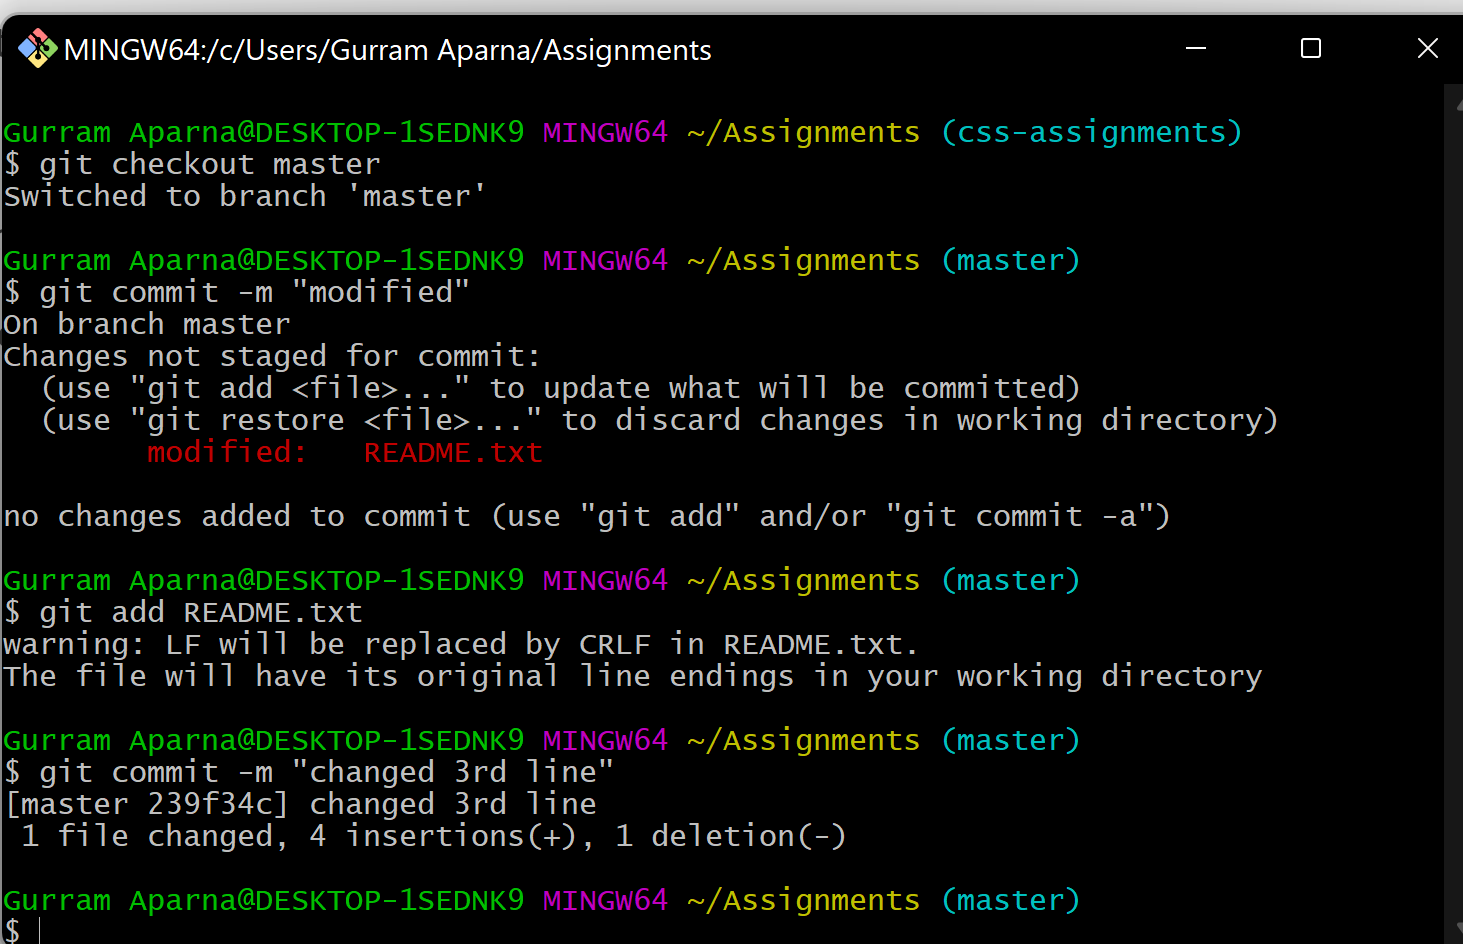 MINGW64:/c/Users/Gurram Aparna/Assignments
Gurram Aparna@DESKTOP-1SEDNK9 MINGW64 ~/Assignments (css-assignments)
$ git checkout master
Switched to branch 'master'
Gurram Aparna@DESKTOP-1SEDNK9 MINGW64 ~/Assignments (master)
$ git commit -m "modified"
On branch master
Changes not staged for commit:
  (use "git add <file>..." to update what will be committed)
  (use "git restore <file>..." to discard changes in working directory)
        modified:   README.txt
no changes added to commit (use "git add" and/or "git commit -a")
Gurram Aparna@DESKTOP-1SEDNK9 MINGW64 ~/Assignments (master)
$ git add README.txt
warning: LF will be replaced by CRLF in README.txt.
The file will have its original line endings in your working directory
Gurram Aparna@DESKTOP-1SEDNK9 MINGW64 ~/Assignments (master)
$ git commit -m "changed 3rd line"
[master 239f34c] changed 3rd line
 1 file changed, 4 insertions(+), 1 deletion(-)
Gurram Aparna@DESKTOP-1SEDNK9 MINGW64 ~/Assignments (master)
$